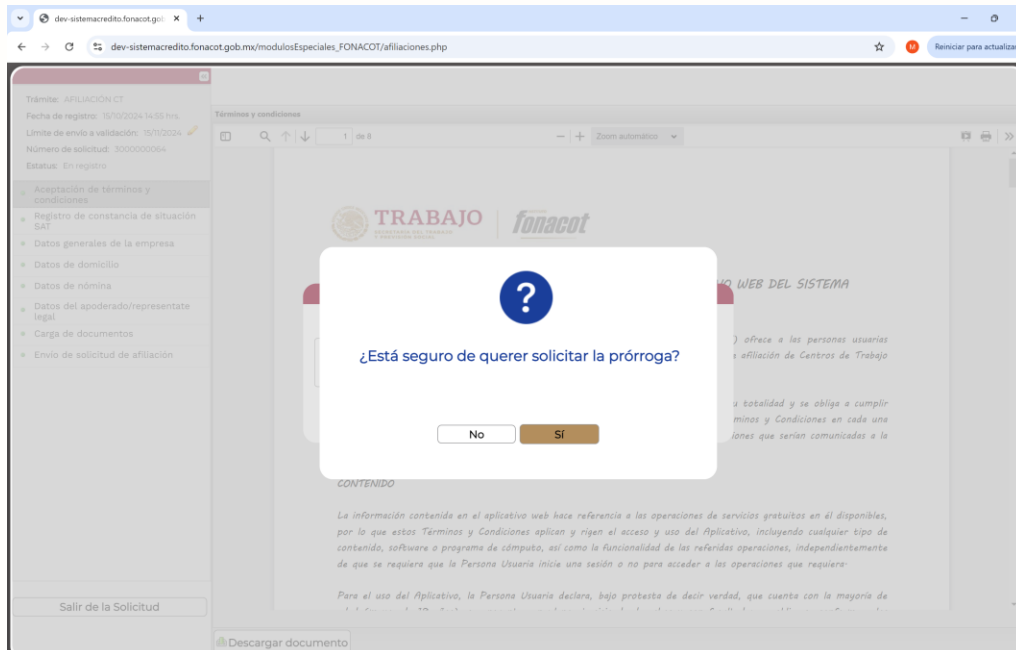 dev-sistemacredito.fonacot.gob
dev-sistemacredito.fonacot.gob.mx/modulosEspeciales_FONACOT/afiliaciones.php
M
Reiniciar para actualizar
Trámite: AFILIACIÓN CT
Fecha de registro: 15/10/2024 14:55 hrs.
Límite de envío a validación: 15/11/2024
Número de solicitud: 3000000064
Estatus: En registro
Aceptación de términos y
condiciones
Registro de constancia de situación
SAT
Datos generales de la empresa
Datos de domicilio
Datos de nómina
Datos del apoderado/representate
legal
Carga de documentos
Envío de solicitud de afiliación
Salir de la Solicitud
Términos y condiciones
1 de 8
Zoom automático
TRABAJO
SECRETARÍA DEL TRABAJO
Y PREVISIÓN SOCIAL
fonacot
WEB DEL SISTEMA
ofrece a las personas usuarias
afiliación de Centros de Trabajo
totalidad y se obliga a cumplir
y Condiciones en cada una
que serían comunicadas a la
¿Está seguro de querer solicitar la prórroga?
No
Sí
CONTENIDO
La información contenida en el aplicativo web hace referencia a las operaciones de servicios gratuitos en él disponibles,
por lo que estos Términos y Condiciones aplican y rigen el acceso y uso del Aplicativo, incluyendo cualquier tipo de
contenido, software o programa de cómputo, así como la funcionalidad de las referidas operaciones, independientemente
de que se requiera que la Persona Usuaria inicie una sesión o no para acceder a las operaciones que requiera.
Para el uso del Aplicativo, la Persona Usuaria declara, bajo protesta de decir verdad, que cuenta con la mayoría de
Descargar documento